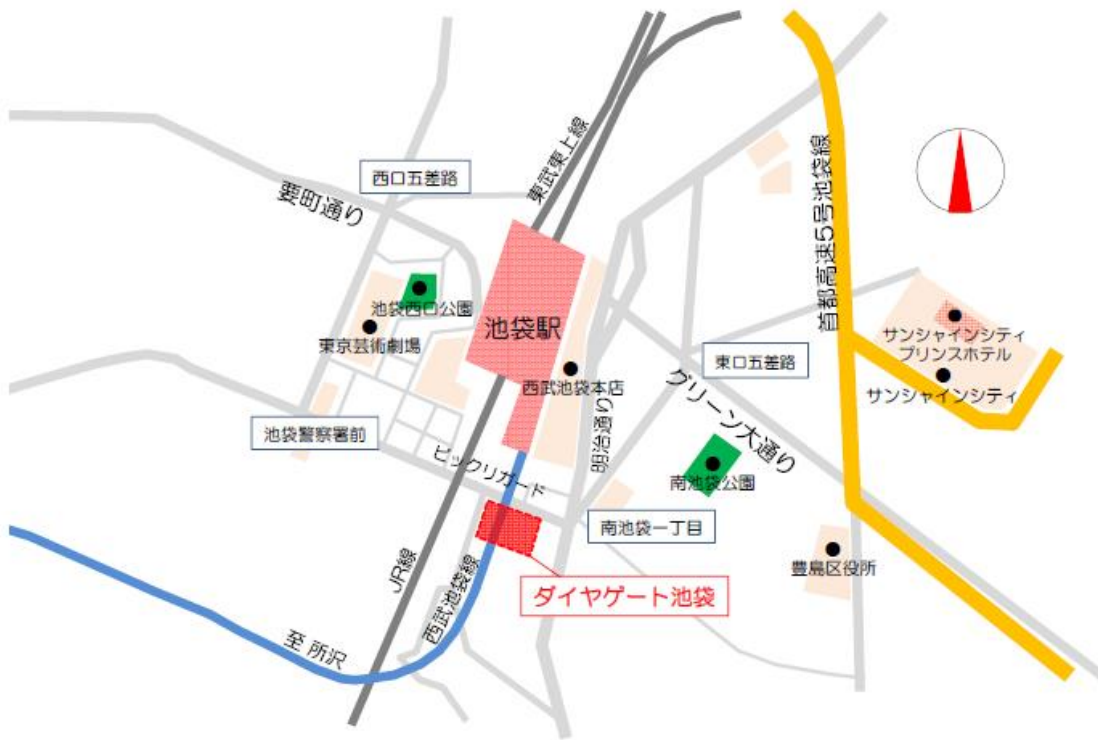 東武東上線
西口五差路
要町通り
首都高速5号池袋線
池袋西口公園
東京芸術劇場
池袋駅
サンシャインシティ
プリンスホテル
東口五差路
西武池袋本店
サンシャインシティ
グリーン大通り
明治通り
池袋警察署前
ビックリガード
南池袋公園
南池袋一丁目
豊島区役所
JR線
西武池袋線
ダイヤゲート池袋
至 所沢